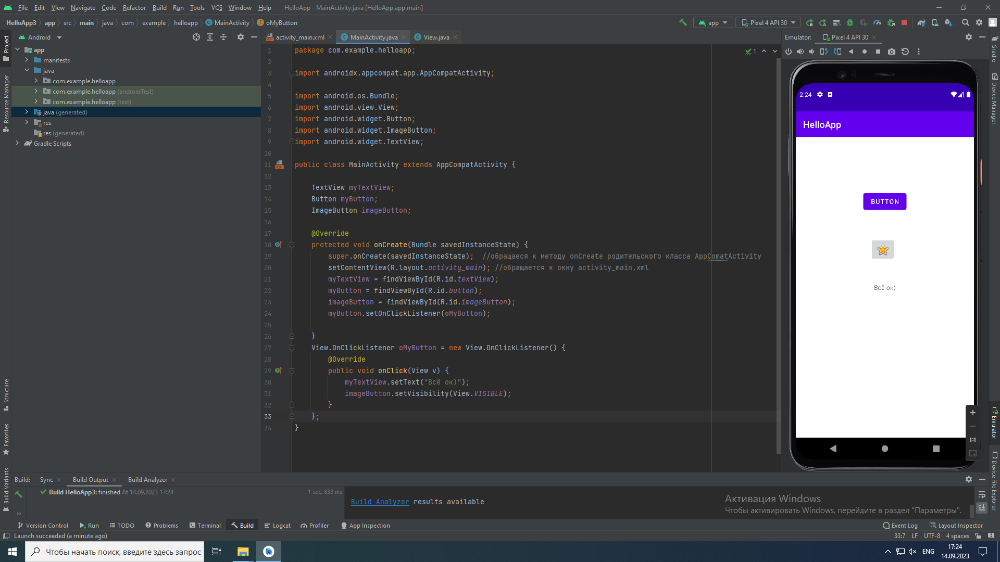 File Edit View Navigate Code Refactor Build Run Tools VCS Window Help HelloApp - MainActivity.java [HelloApp.app.main]
HelloApp3 app src main java com example helloapp MainActivity oMyButton
app Pixel 4 API 30
Project
Resource Manager
Structure
Favorites
Build Variants
Android
app
manifests
java
com.example.helloapp
com.example.helloapp (androidTest)
com.example.helloapp (test)
java (generated)
res
res (generated)
Gradle Scripts
activity_main.xml MainActivity.java View.java
1 package com.example.helloapp;
2
3 import androidx.appcompat.app.AppCompatActivity;
4
5 import android.os.Bundle;
6 import android.view.View;
7 import android.widget.Button;
8 import android.widget.ImageButton;
9 import android.widget.TextView;
10
11 public class MainActivity extends AppCompatActivity {
12
13 TextView myTextView;
14 Button myButton;
15 ImageButton imageButton;
16
17 @Override
18 protected void onCreate(Bundle savedInstanceState) {
19 super.onCreate(savedInstanceState); //обращаеся к методу onCreate родительского класса AppComatActivity
20 setContentView(R.layout.activity_main); //обращается к окну activity_main.xml
21 myTextView = findViewById(R.id.textView);
22 myButton = findViewById(R.id.button);
23 imageButton = findViewById(R.id.imageButton);
24 myButton.setOnClickListener(oMyButton);
25
26 }
27 View.OnClickListener oMyButton = new View.OnClickListener() {
28 @Override
29 public void onClick(View v) {
30 myTextView.setText("Всё ок)");
31 imageButton.setVisibility(View.VISIBLE);
32 }
33 };
34 }
1
Emulator: Pixel 4 API 30
2:24
HelloApp
BUTTON
Всё ок)
1:1
Gradle
Device Manager
Emulator
Device File Explorer
Build: Sync Build Output Build Analyzer
Build HelloApp3: finished At 14.09.2023 17:24 1 sec, 833 ms
Build Analyzer results available
Активация Windows
Чтобы активировать Windows, перейдите в раздел "Параметры".
Version Control Run TODO Problems Terminal Build Logcat Profiler App Inspection Event Log Layout Inspector
Launch succeeded (a minute ago) 33:7 LF UTF-8 4 spaces
Чтобы начать поиск, введите здесь запрос
ENG
17:24
14.09.2023